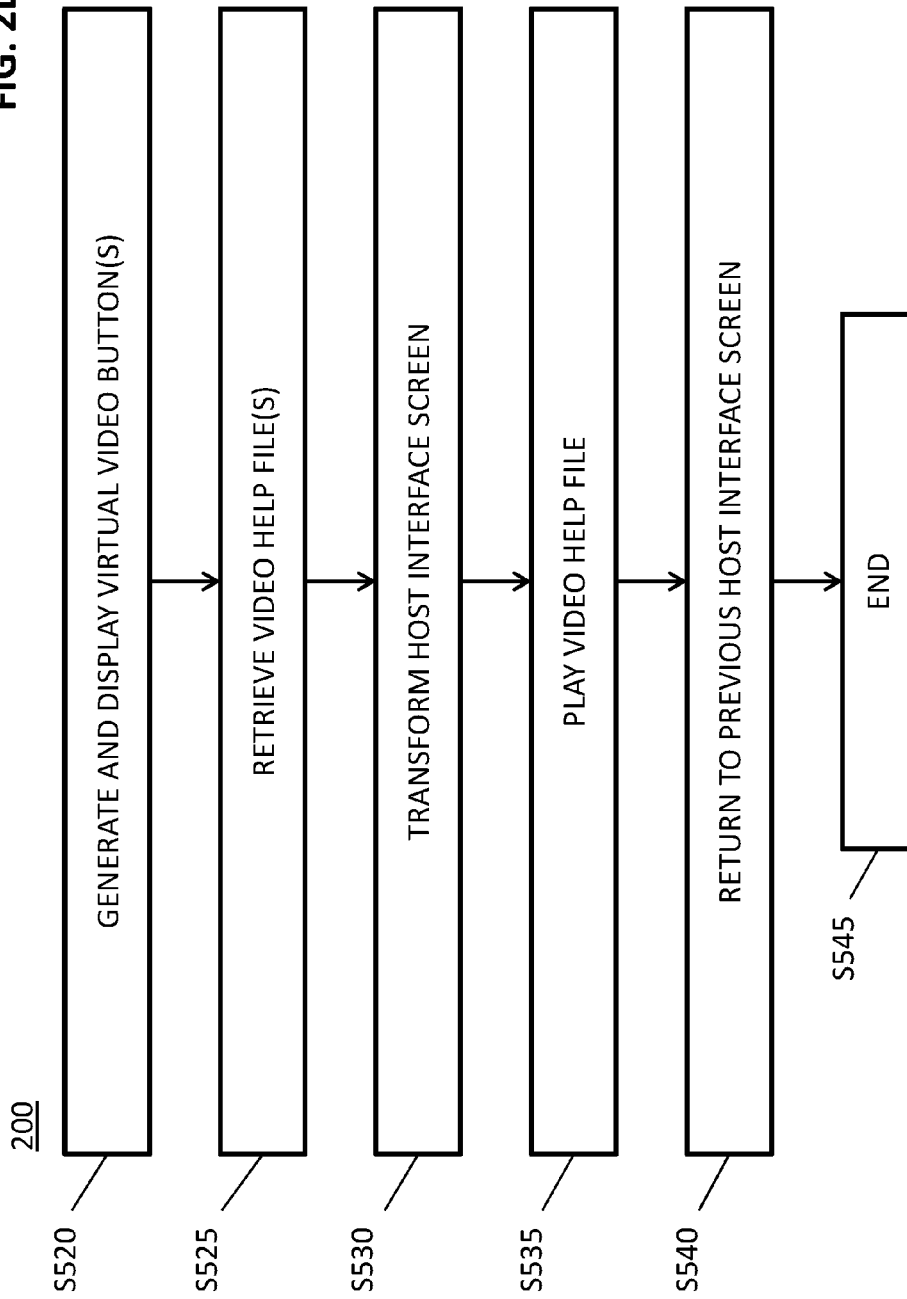 200
S520
GENERATE AND DISPLAY VIRTUAL VIDEO BUTTON(S)
S525
RETRIEVE VIDEO HELP FILE(S)
S530
TRANSFORM HOST INTERFACE SCREEN
S535
PLAY VIDEO HELP FILE
S540
RETURN TO PREVIOUS HOST INTERFACE SCREEN
S545
END
FIG.